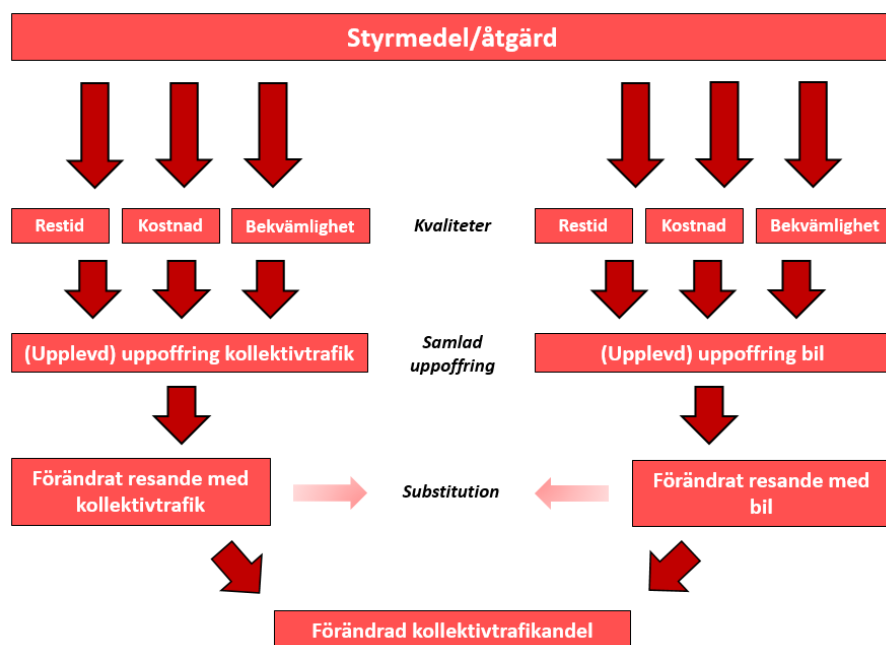 Styrmedel/åtgärd
Restid
Kostnad
Bekvämlighet
Kvaliteter
Restid
Kostnad
Bekvämlighet
(Upplevd) uppoffring kollektivtrafik
Samlad
uppoffring
(Upplevd) uppoffring bil
Förändrat resande med
kollektivtrafik
Substitution
Förändrat resande med
bil
Förändrad kollektivtrafikandel